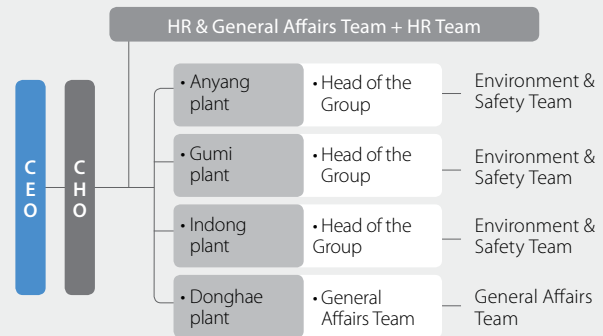 HR & General Affairs Team + HR Team
CEO
CHO
• Anyang
plant
• Head of the
Group
Environment &
Safety Team
• Gumi
plant
• Head of the
Group
Environment &
Safety Team
• Indong
plant
• Head of the
Group
Environment &
Safety Team
• Donghae
plant
• General
Affairs Team
General Affairs
Team